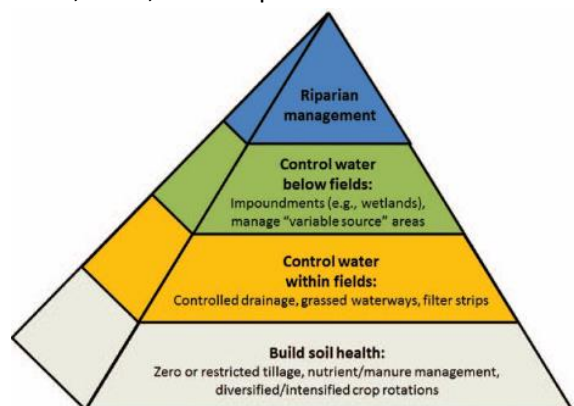 Riparian
management
Control water
below fields:
Impoundments (e.g., wetlands),
manage "variable source" areas
Control water
within fields:
Controlled drainage, grassed waterways, filter strips
Build soil health:
Zero or restricted tillage, nutrient/manure management,
diversified/intensified crop rotations